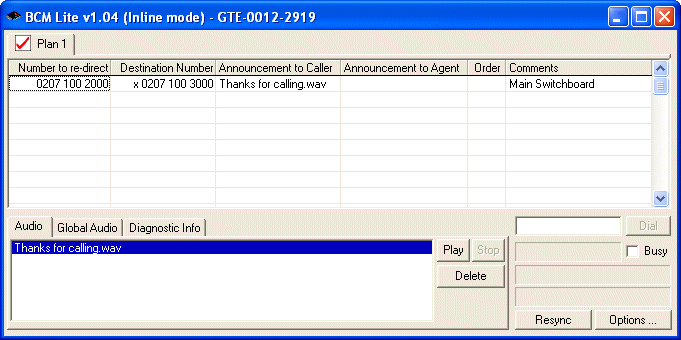 BCM Lite v1.04 (Inline mode) - GTE-0012-2919
Plan 1
Number to re-direct Destination Number Announcement to Caller Announcement to Agent Order Comments
0207 100 2000 x 0207 100 3000 Thanks for calling.wav Main Switchboard
Audio Global Audio Diagnostic Info
Dial
Thanks for calling.wav Play Stop Busy
Delete
Resync Options ...